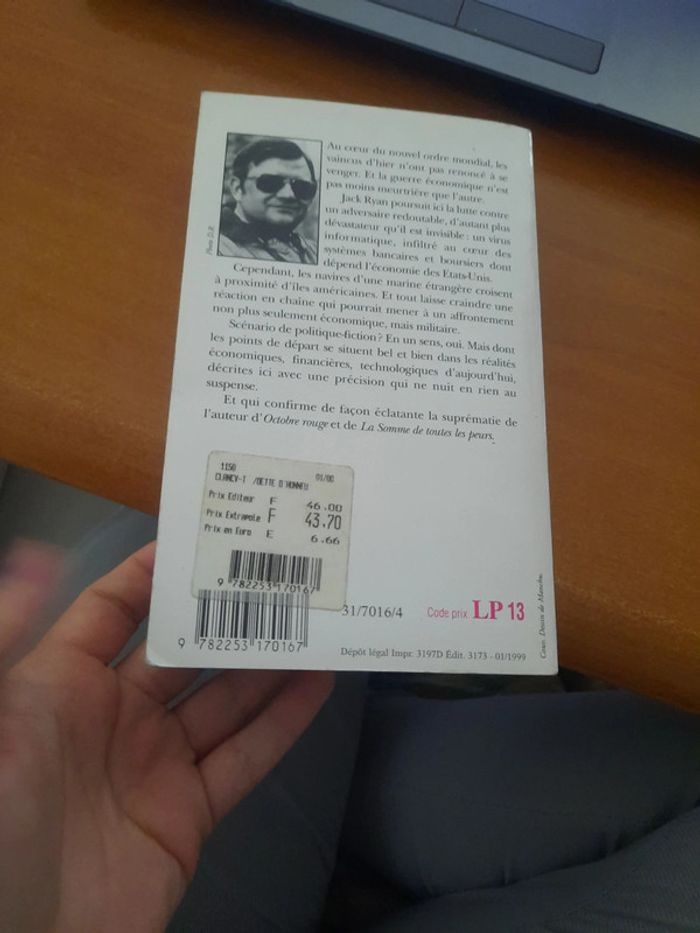 Au cœur du nouvel ordre mondial, les
vaincus d'hier n'ont pas renoncé à se
venger. Et la guerre économique n'est
pas moins meurtrière que l'autre.
Jack Ryan poursuit ici la lutte contre
un adversaire redoutable, d'autant plus
dévastateur qu'il est invisible : un virus
informatique, infiltré au cœur des
systèmes bancaires et boursiers dont
dépend l'économie des Etats-Unis.
Photo D.R.
Cependant, les navires d'une marine étrangère croisent
à proximité d'îles américaines. Et tout laisse craindre une
réaction en chaîne qui pourrait mener à un affrontement
non plus seulement économique, mais militaire.
Scénario de politique-fiction ? En un sens, oui. Mais dont
les points de départ se situent bel et bien dans les réalités
économiques, financières, technologiques d'aujourd'hui,
décrites ici avec une précision qui ne nuit en rien au
suspense.
Et qui confirme de façon éclatante la suprématie de
l'auteur d'Octobre rouge et de La Somme de toutes les peurs.
1150 01/00
CLANCY-T /DETTE D'HONNEU
Prix Editeur F 46.00
Prix Extrapole F 43.70
Prix en Euro E 6.66
9 782253 170167
31/7016/4 Code prix LP 13
9 782253 170167
Dépôt légal Impr. 3197D Édit. 3173 - 01/1999
Couv. Dessin de Manchu.